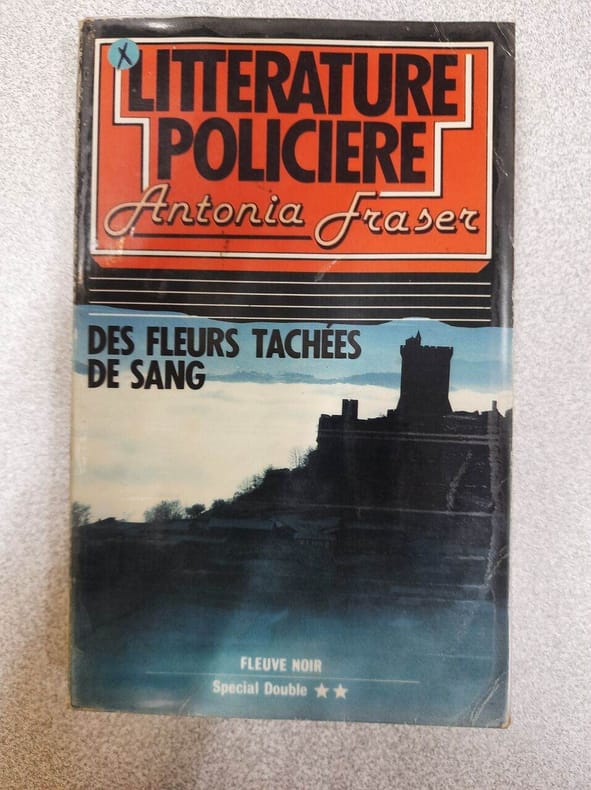 X
LITTERATURE
POLICIERE
Antonia Fraser
DES FLEURS TACHÉES
DE SANG
FLEUVE NOIR
Special Double ★★